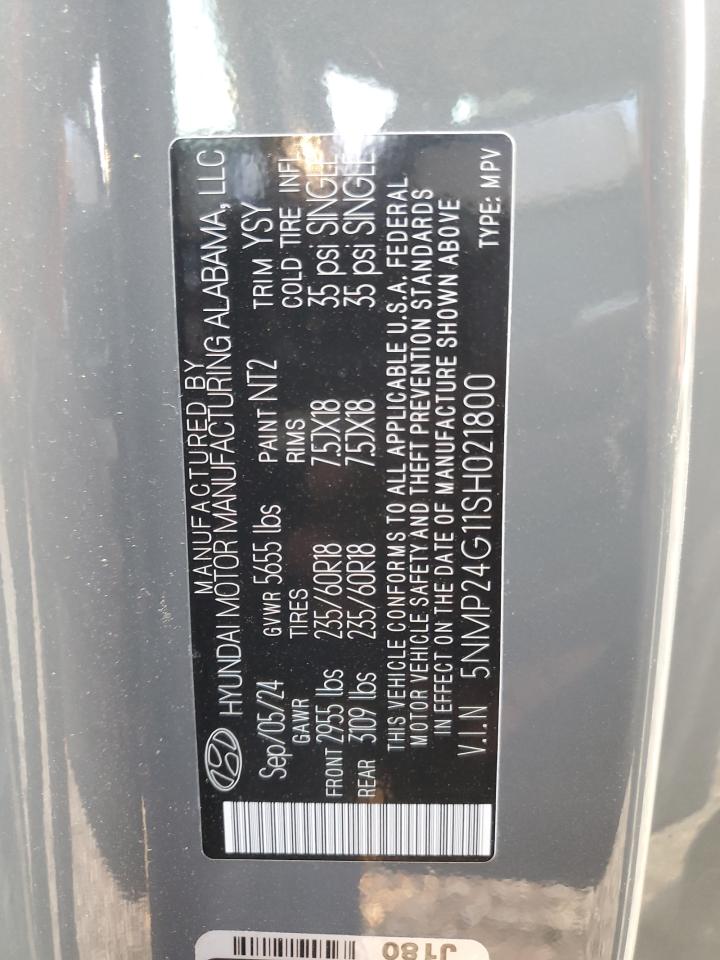 MANUFACTURED BY
HYUNDAI MOTOR MANUFACTURING ALABAMA, LLC
Sep/05/24 GVWR 5655 lbs PAINT NT2 TRIM YSY
GAWR TIRES RIMS COLD TIRE INFL
FRONT 2955 lbs 235/60R18 7.5JX18 35 psi SINGLE
REAR 3109 lbs 235/60R18 7.5JX18 35 psi SINGLE
THIS VEHICLE CONFORMS TO ALL APPLICABLE U.S.A. FEDERAL
MOTOR VEHICLE SAFETY AND THEFT PREVENTION STANDARDS
IN EFFECT ON THE DATE OF MANUFACTURE SHOWN ABOVE
V.I.N 5NMP24G11SH021800 TYPE: MPV
J180